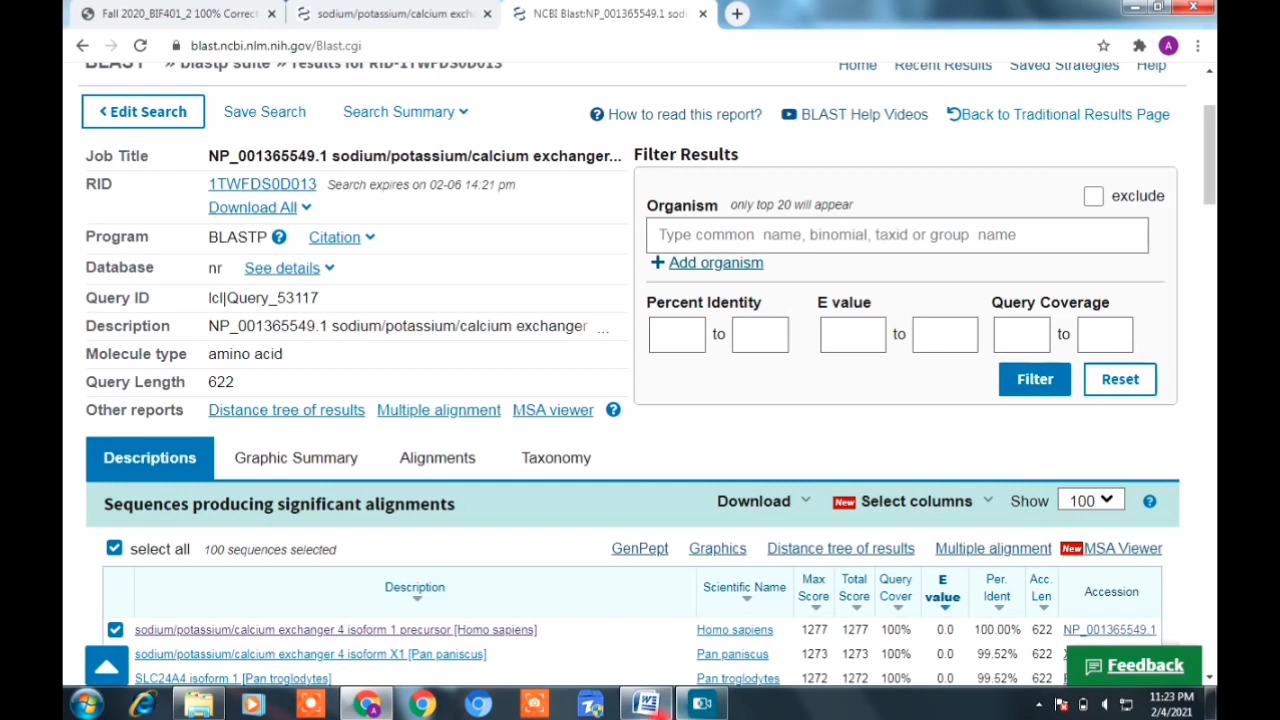 Fall 2020_BIF401_2 100% Correct
sodium/potassium/calcium exch
NCBI Blast:NP_001365549.1 sodi
blast.ncbi.nlm.nih.gov/Blast.cgi
A
BLAST » blastp suite » results for RID-1TWFDS0D013
Home Recent Results Saved Strategies Help
Edit Search Save Search Search Summary
How to read this report? BLAST Help Videos Back to Traditional Results Page
Job Title NP_001365549.1 sodium/potassium/calcium exchanger...
RID 1TWFDS0D013 Search expires on 02-06 14:21 pm
Download All
Program BLASTP Citation
Database nr See details
Query ID lcl|Query_53117
Description NP_001365549.1 sodium/potassium/calcium exchanger ...
Molecule type amino acid
Query Length 622
Other reports Distance tree of results Multiple alignment MSA viewer
Filter Results
Organism only top 20 will appear exclude
Type common name, binomial, taxid or group name
+ Add organism
Percent Identity E value Query Coverage
to to to
Filter Reset
Descriptions Graphic Summary Alignments Taxonomy
Sequences producing significant alignments Download New Select columns Show 100
select all 100 sequences selected GenPept Graphics Distance tree of results Multiple alignment New MSA Viewer
Description Scientific Name Max Score Total Score Query Cover E value Per. Ident Acc. Len Accession
sodium/potassium/calcium exchanger 4 isoform 1 precursor [Homo sapiens] Homo sapiens 1277 1277 100% 0.0 100.00% 622 NP_001365549.1
sodium/potassium/calcium exchanger 4 isoform X1 [Pan paniscus] Pan paniscus 1273 1273 100% 0.0 99.52% 622
SLC24A4 isoform 1 [Pan troglodytes] Pan troglodytes 1272 1272 100% 0.0 99.52% 622
Feedback
11:23 PM
2/4/2021